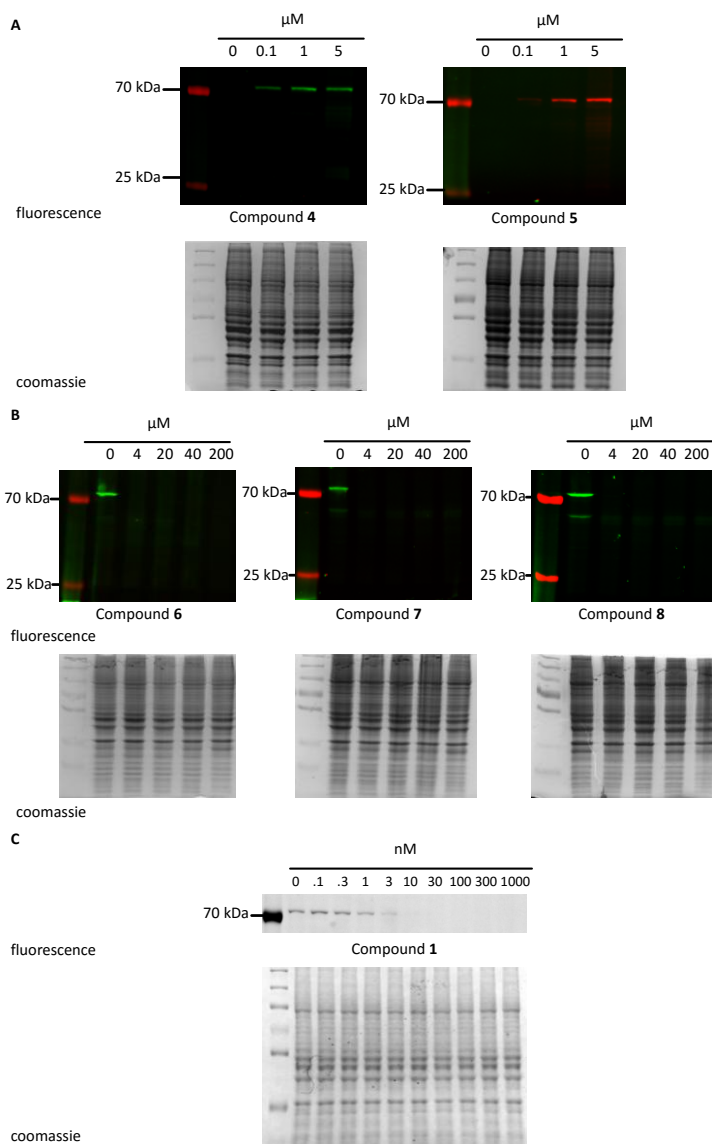 A
μM μM
0 0.1 1 5 0 0.1 1 5
70 kDa 70 kDa
25 kDa 25 kDa
fluorescence
Compound 4 Compound 5
coomassie
B
μM μM μM
0 4 20 40 200 0 4 20 40 200 0 4 20 40 200
70 kDa 70 kDa 70 kDa
25 kDa 25 kDa 25 kDa
Compound 6 Compound 7 Compound 8
fluorescence
coomassie
C
nM
0 .1 .3 1 3 10 30 100 300 1000
70 kDa
fluorescence Compound 1
coomassie